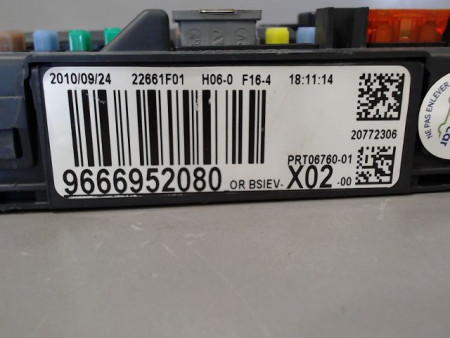 2010/09/24 22661F01 H06-0 F16-4 18:11:14
20772306
PRT06760-01
9666952080 OR BSIEV- X02 -00
NE PAS ENLEVER